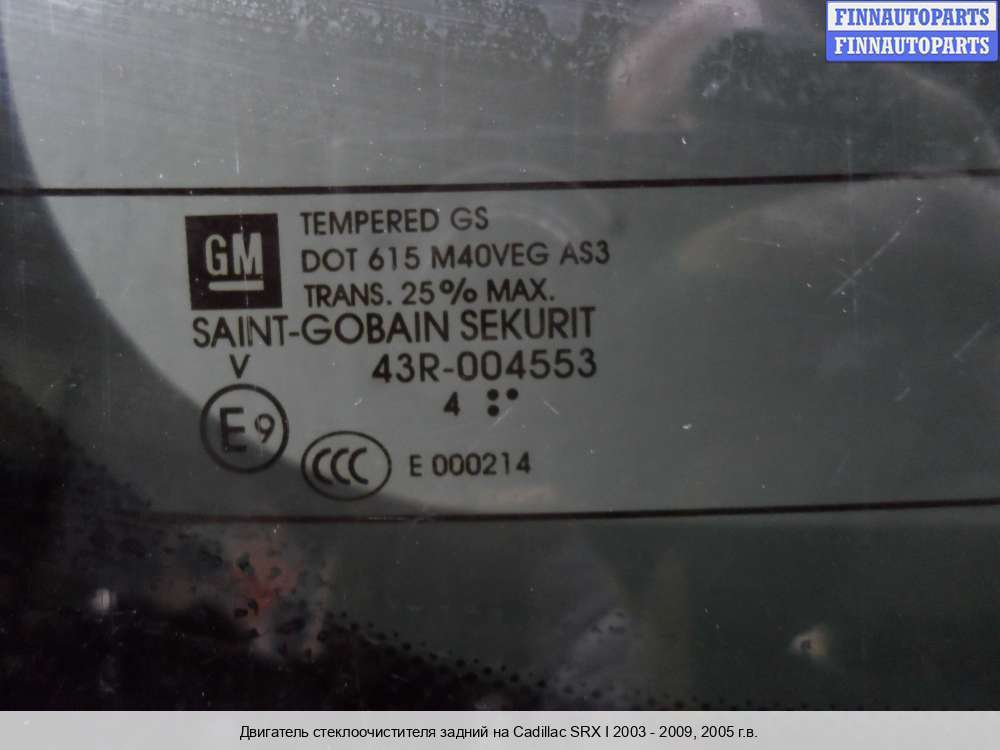 FINNAUTOPARTS
FINNAUTOPARTS
GM
TEMPERED GS
DOT 615 M40VEG AS3
TRANS. 25% MAX.
SAINT-GOBAIN SEKURIT
V
43R-004553
4
E9
CCC
E 000214
Двигатель стеклоочистителя задний на Cadillac SRX I 2003 - 2009, 2005 г.в.